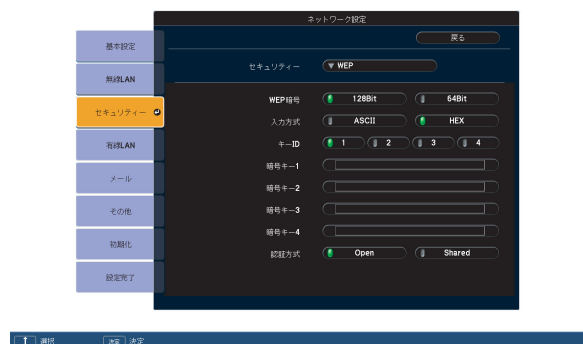 ネットワーク設定
戻る
基本設定
無線LAN
セキュリティー
有線LAN
メール
その他
初期化
設定完了
セキュリティー WEP
WEP暗号 128Bit 64Bit
入力方式 ASCII HEX
キーID 1 2 3 4
暗号キー1
暗号キー2
暗号キー3
暗号キー4
認証方式 Open Shared
選択 決定 決定